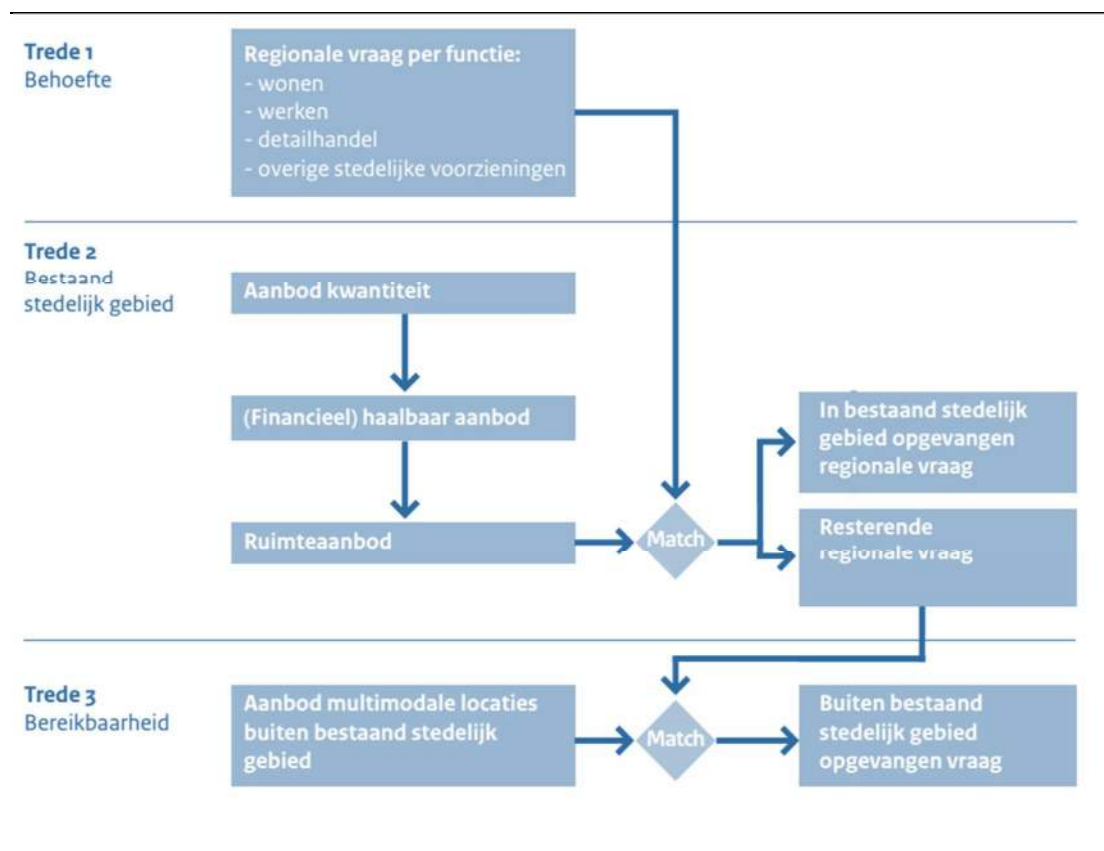 Trede 1
Behoefte
Regionale vraag per functie:
- wonen
- werken
- detailhandel
- overige stedelijke voorzieningen
Trede 2
Bestaand
stedelijk gebied
Aanbod kwantiteit
(Financieel) haalbaar aanbod
Ruimteaanbod
Match
In bestaand stedelijk
gebied opgevangen
regionale vraag
Resterende
regionale vraag
Trede 3
Bereikbaarheid
Aanbod multimodale locaties
buiten bestaand stedelijk
gebied
Match
Buiten bestaand
stedelijk gebied
opgevangen vraag